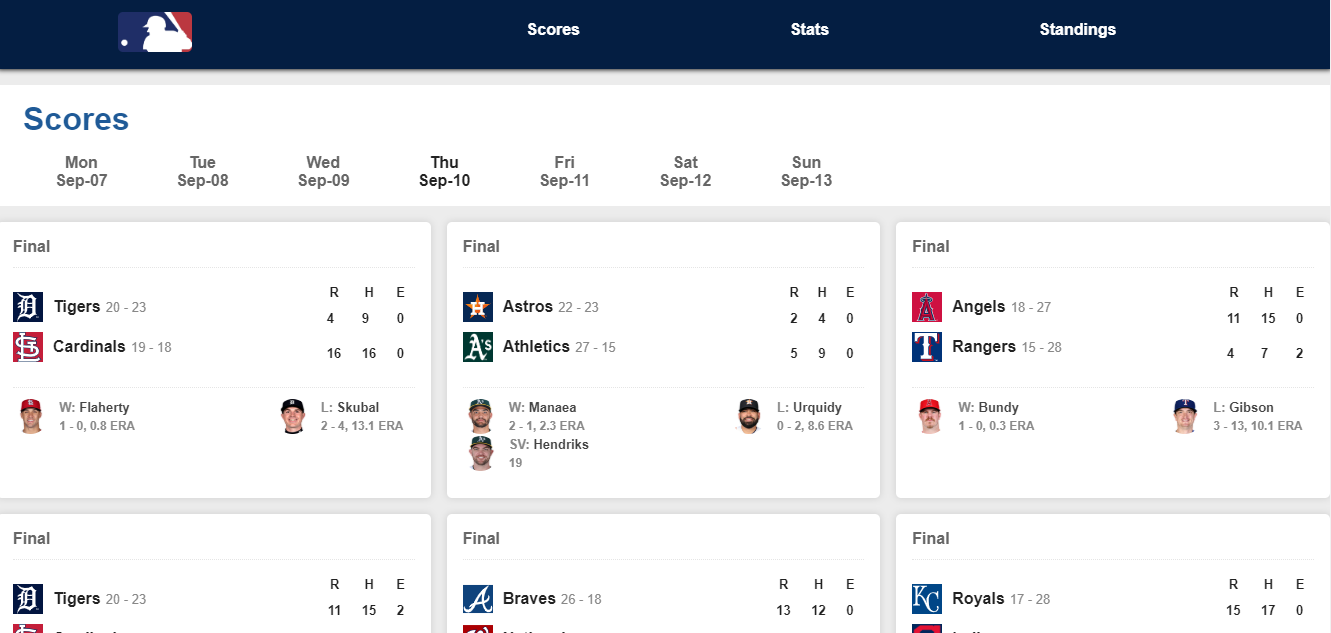 Scores Stats Standings
Scores
Mon Tue Wed Thu Fri Sat Sun
Sep-07 Sep-08 Sep-09 Sep-10 Sep-11 Sep-12 Sep-13
Final
R H E
Tigers 20 - 23
4 9 0
Cardinals 19 - 18
16 16 0
W: Flaherty
1 - 0, 0.8 ERA
L: Skubal
2 - 4, 13.1 ERA
Final
R H E
Astros 22 - 23
2 4 0
Athletics 27 - 15
5 9 0
W: Manaea
2 - 1, 2.3 ERA
SV: Hendriks
19
L: Urquidy
0 - 2, 8.6 ERA
Final
R H E
Angels 18 - 27
11 15 0
Rangers 15 - 28
4 7 2
W: Bundy
1 - 0, 0.3 ERA
L: Gibson
3 - 13, 10.1 ERA
Final
R H E
Tigers 20 - 23
11 15 2
Final
R H E
Braves 26 - 18
13 12 0
Final
R H E
Royals 17 - 28
15 17 0